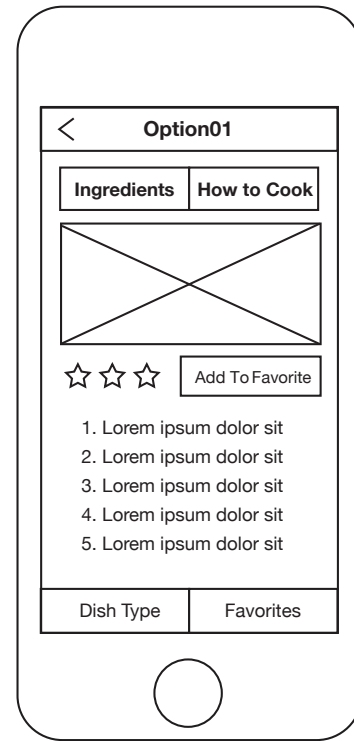 Option01
Ingredients How to Cook
Add To Favorite
1. Lorem ipsum dolor sit
2. Lorem ipsum dolor sit
3. Lorem ipsum dolor sit
4. Lorem ipsum dolor sit
5. Lorem ipsum dolor sit
Dish Type Favorites